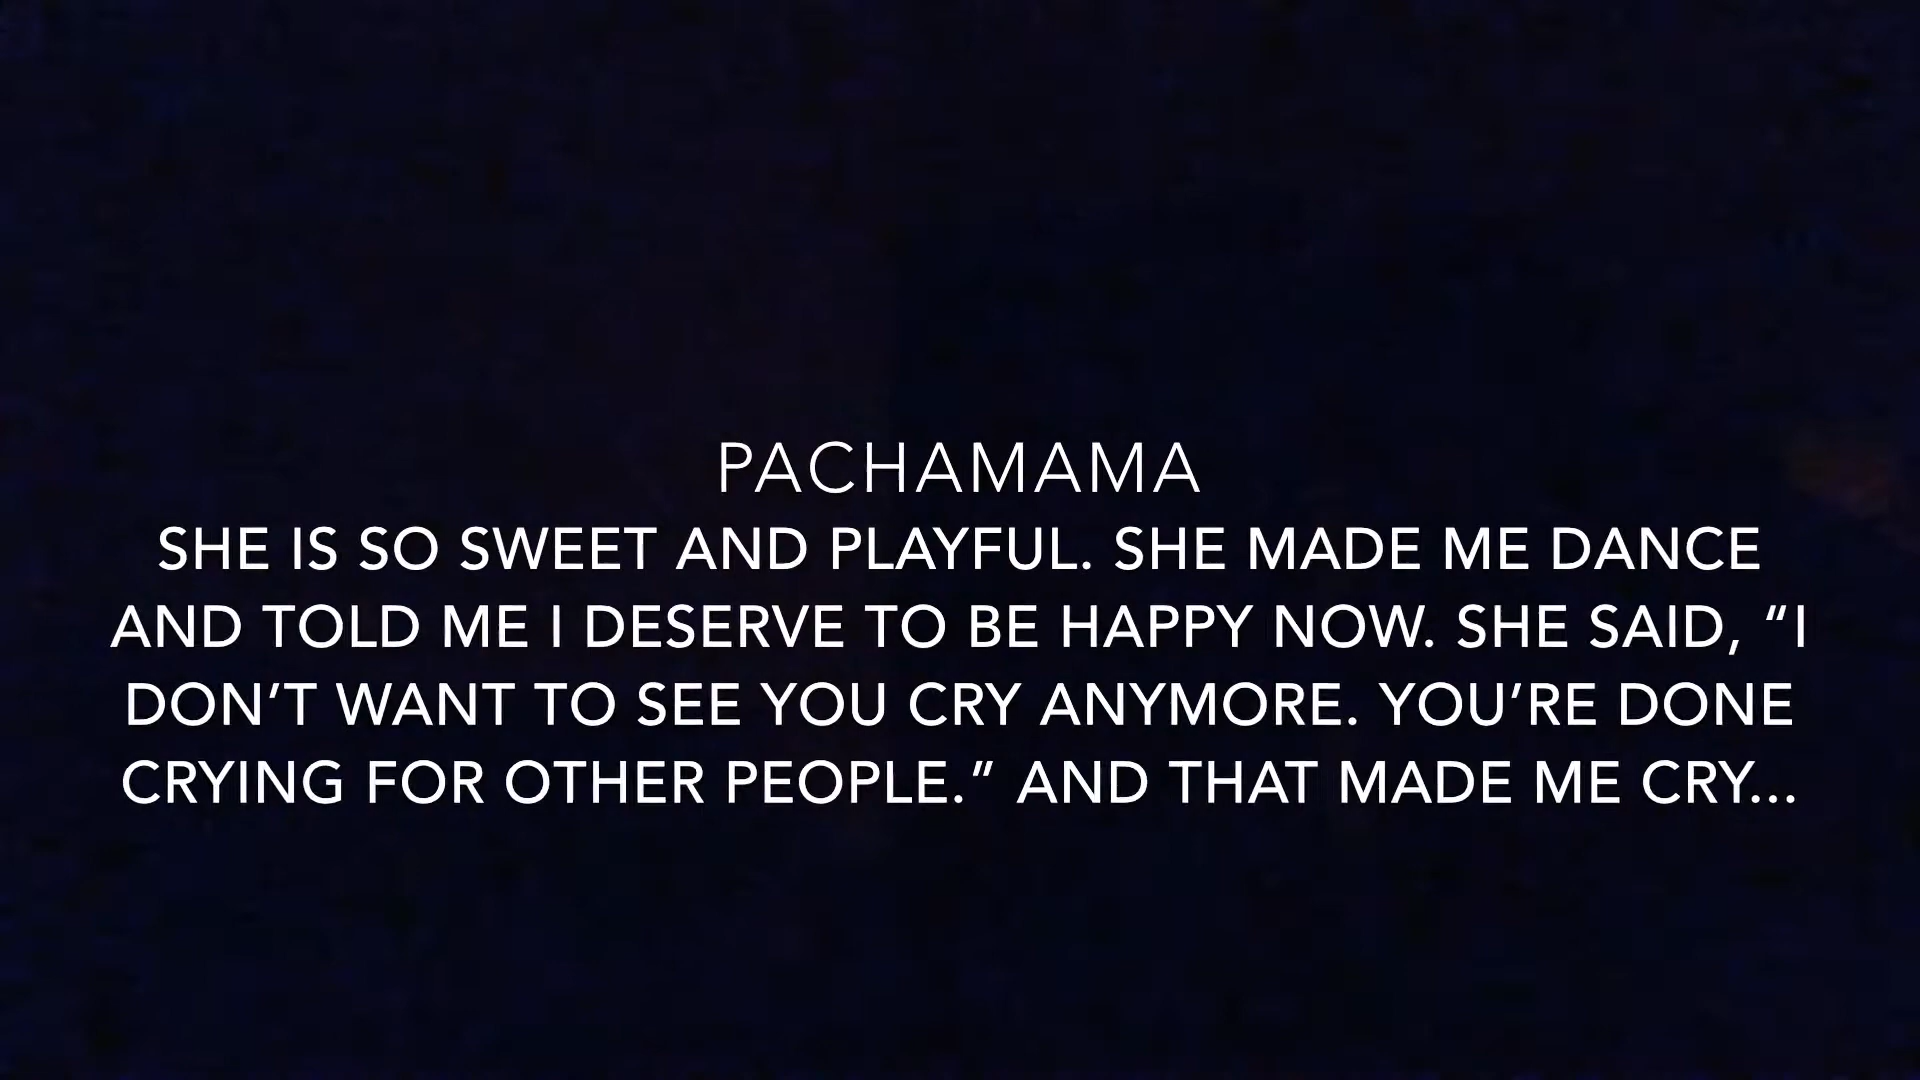 PACHAMAMA
SHE IS SO SWEET AND PLAYFUL. SHE MADE ME DANCE
AND TOLD ME I DESERVE TO BE HAPPY NOW. SHE SAID, “I
DON’T WANT TO SEE YOU CRY ANYMORE. YOU’RE DONE
CRYING FOR OTHER PEOPLE.” AND THAT MADE ME CRY...